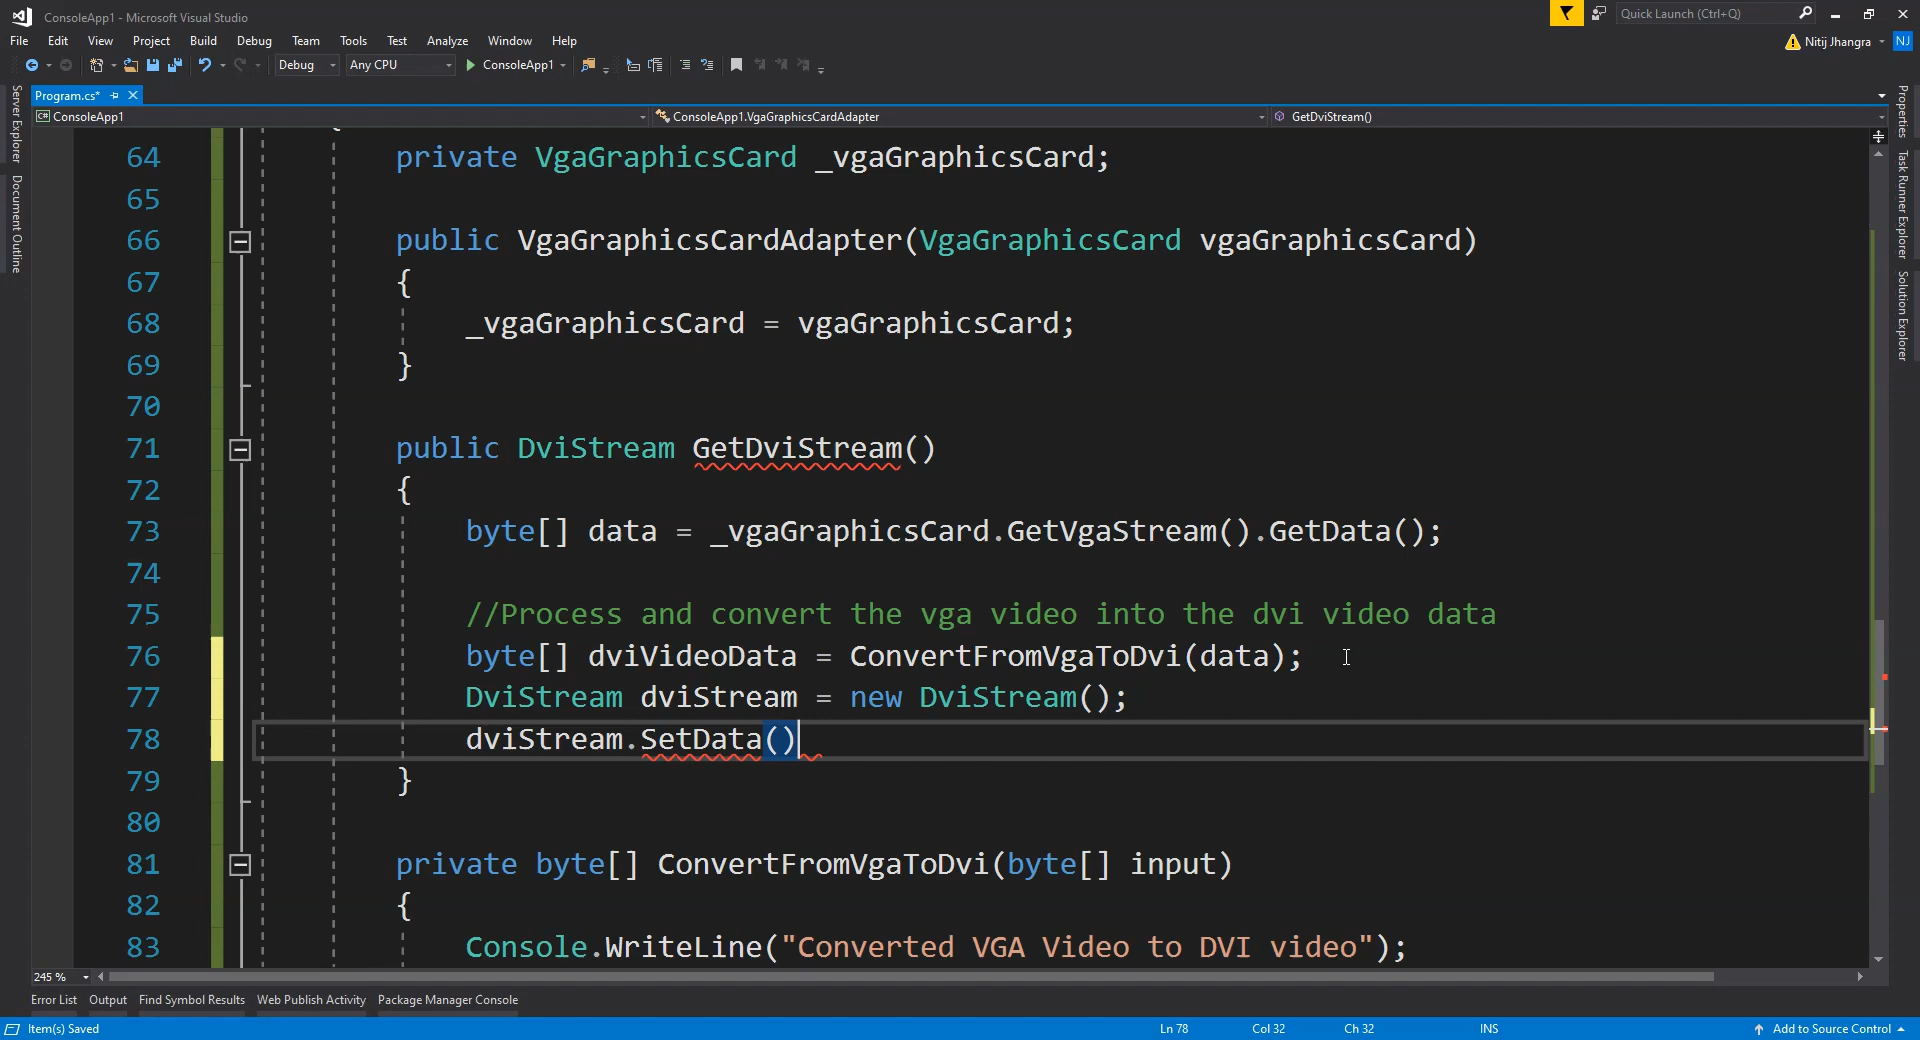 ConsoleApp1 - Microsoft Visual Studio
Quick Launch (Ctrl+Q)
File Edit View Project Build Debug Team Tools Test Analyze Window Help
Nitij Jhangra NJ
Debug Any CPU ConsoleApp1
Program.cs*
C# ConsoleApp1
ConsoleApp1.VgaGraphicsCardAdapter
GetDviStream()
Server Explorer
Document Outline
Properties
Task Runner Explorer
Solution Explorer
64 private VgaGraphicsCard _vgaGraphicsCard;
65
66 public VgaGraphicsCardAdapter(VgaGraphicsCard vgaGraphicsCard)
67 {
68 _vgaGraphicsCard = vgaGraphicsCard;
69 }
70
71 public DviStream GetDviStream()
72 {
73 byte[] data = _vgaGraphicsCard.GetVgaStream().GetData();
74
75 //Process and convert the vga video into the dvi video data
76 byte[] dviVideoData = ConvertFromVgaToDvi(data);
77 DviStream dviStream = new DviStream();
78 dviStream.SetData()
79 }
80
81 private byte[] ConvertFromVgaToDvi(byte[] input)
82 {
83 Console.WriteLine("Converted VGA Video to DVI video");
245 %
Error List Output Find Symbol Results Web Publish Activity Package Manager Console
Item(s) Saved Ln 78 Col 32 Ch 32 INS Add to Source Control